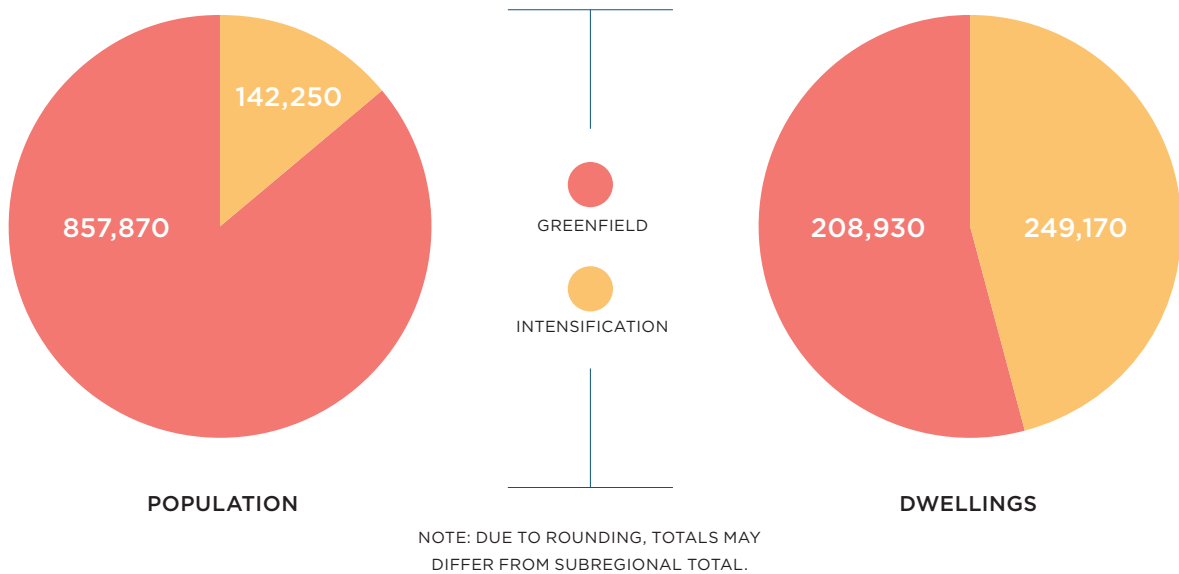 142,250
857,870
POPULATION
GREENFIELD
INTENSIFICATION
208,930
249,170
DWELLINGS
NOTE: DUE TO ROUNDING, TOTALS MAY
DIFFER FROM SUBREGIONAL TOTAL.